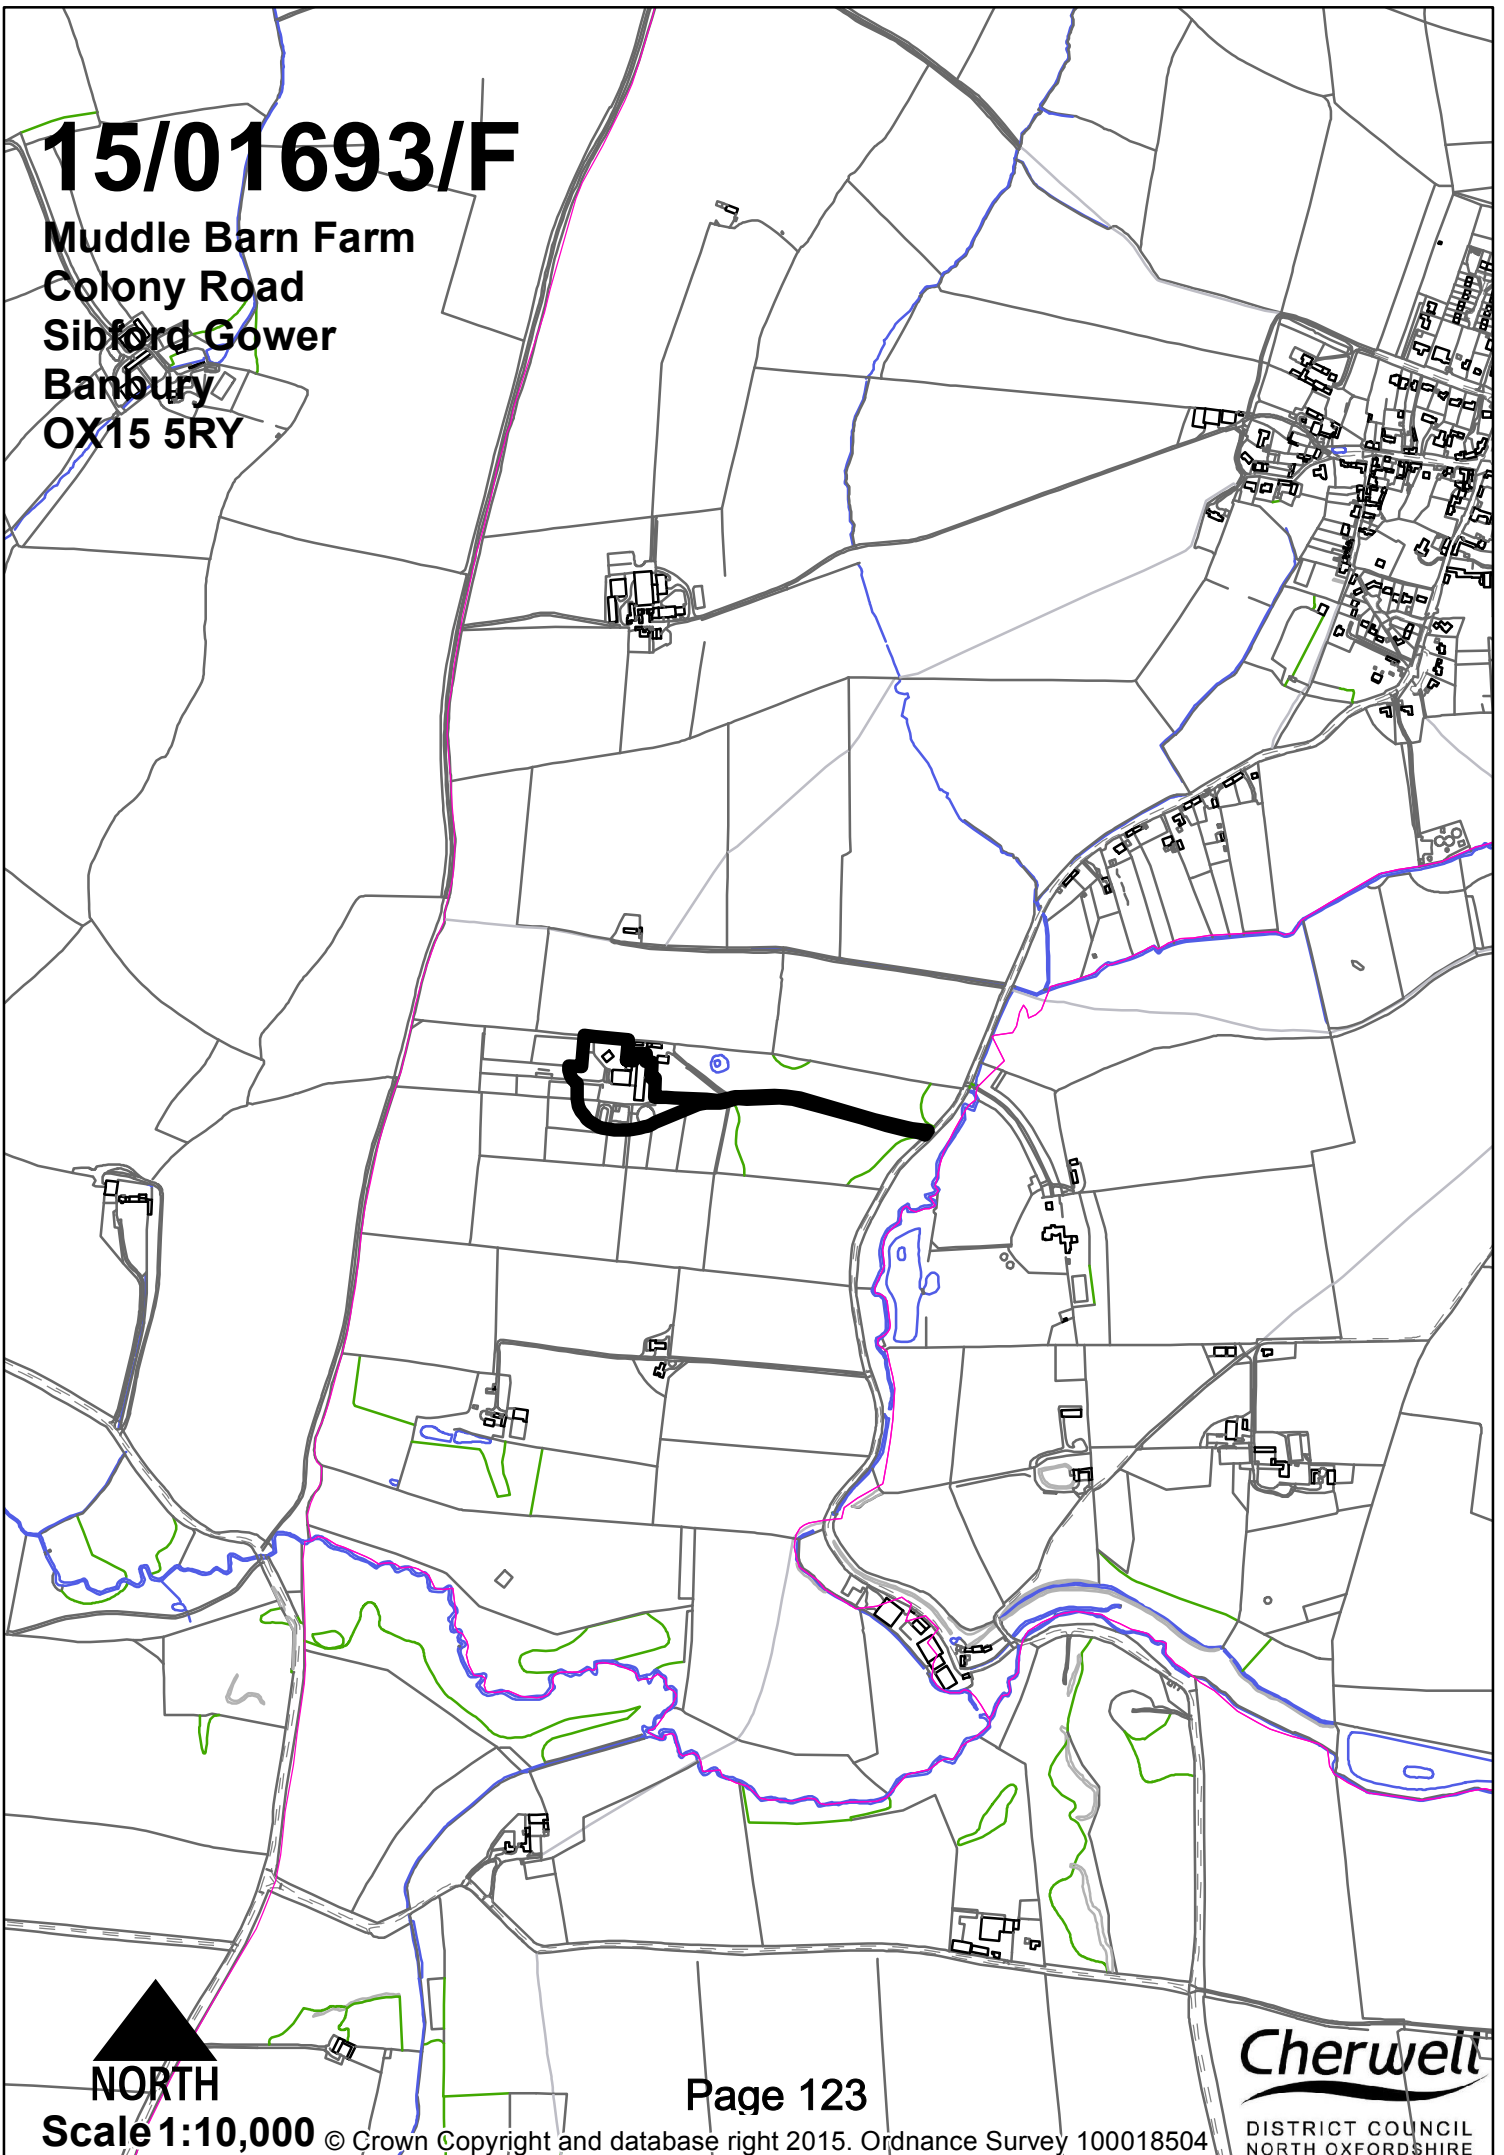 15/01693/F
Muddle Barn Farm
Colony Road
Sibford Gower
Banbury
OX15 5RY
NORTH
Scale 1:10,000
© Crown Copyright and database right 2015. Ordnance Survey 100018504
Page 123
Cherwell
DISTRICT COUNCIL
NORTH OXFORDSHIRE